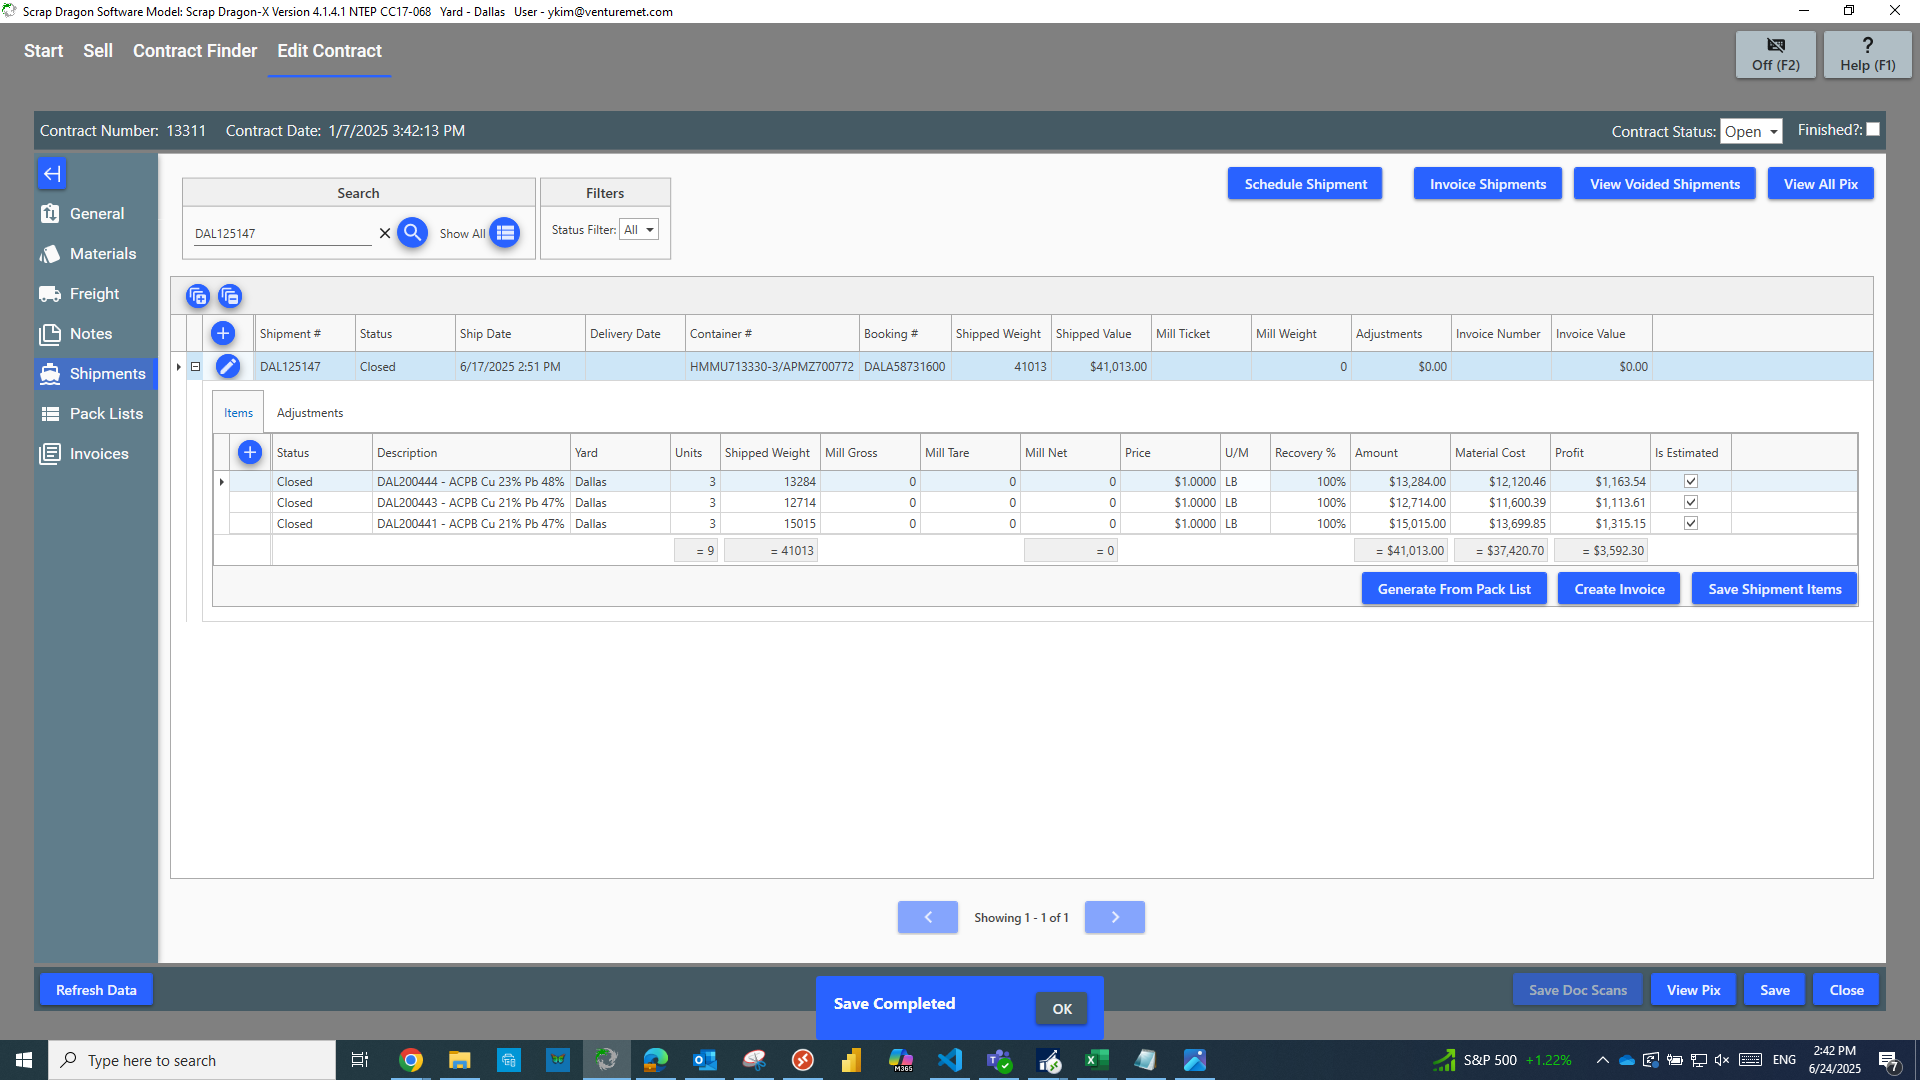 Scrap Dragon Software Model: Scrap Dragon-X Version 4.1.4.1 NTEP CC17-068   Yard - Dallas   User - ykim@venturemet.com
Start Sell Contract Finder Edit Contract
Off (F2)
? Help (F1)
Contract Number: 13311 Contract Date: 1/7/2025 3:42:13 PM
Contract Status: Open Finished?:
General
Materials
Freight
Notes
Shipments
Pack Lists
Invoices
Search
DAL125147
Show All
Filters
Status Filter: All
Schedule Shipment Invoice Shipments View Voided Shipments View All Pix
Shipment # Status Ship Date Delivery Date Container # Booking # Shipped Weight Shipped Value Mill Ticket Mill Weight Adjustments Invoice Number Invoice Value
DAL125147 Closed 6/17/2025 2:51 PM HMMU713330-3/APMZ700772 DALA58731600 41013 $41,013.00 0 $0.00 $0.00
Items Adjustments
Status Description Yard Units Shipped Weight Mill Gross Mill Tare Mill Net Price U/M Recovery % Amount Material Cost Profit Is Estimated
Closed DAL200444 - ACPB Cu 23% Pb 48% Dallas 3 13284 0 0 0 $1.0000 LB 100% $13,284.00 $12,120.46 $1,163.54
Closed DAL200443 - ACPB Cu 21% Pb 47% Dallas 3 12714 0 0 0 $1.0000 LB 100% $12,714.00 $11,600.39 $1,113.61
Closed DAL200441 - ACPB Cu 21% Pb 47% Dallas 3 15015 0 0 0 $1.0000 LB 100% $15,015.00 $13,699.85 $1,315.15
= 9 = 41013 = 0 = $41,013.00 = $37,420.70 = $3,592.30
Generate From Pack List Create Invoice Save Shipment Items
Showing 1 - 1 of 1
Refresh Data
Save Completed OK
Save Doc Scans View Pix Save Close
Type here to search
M365
S&P 500 +1.22%
ENG
2:42 PM
6/24/2025
7